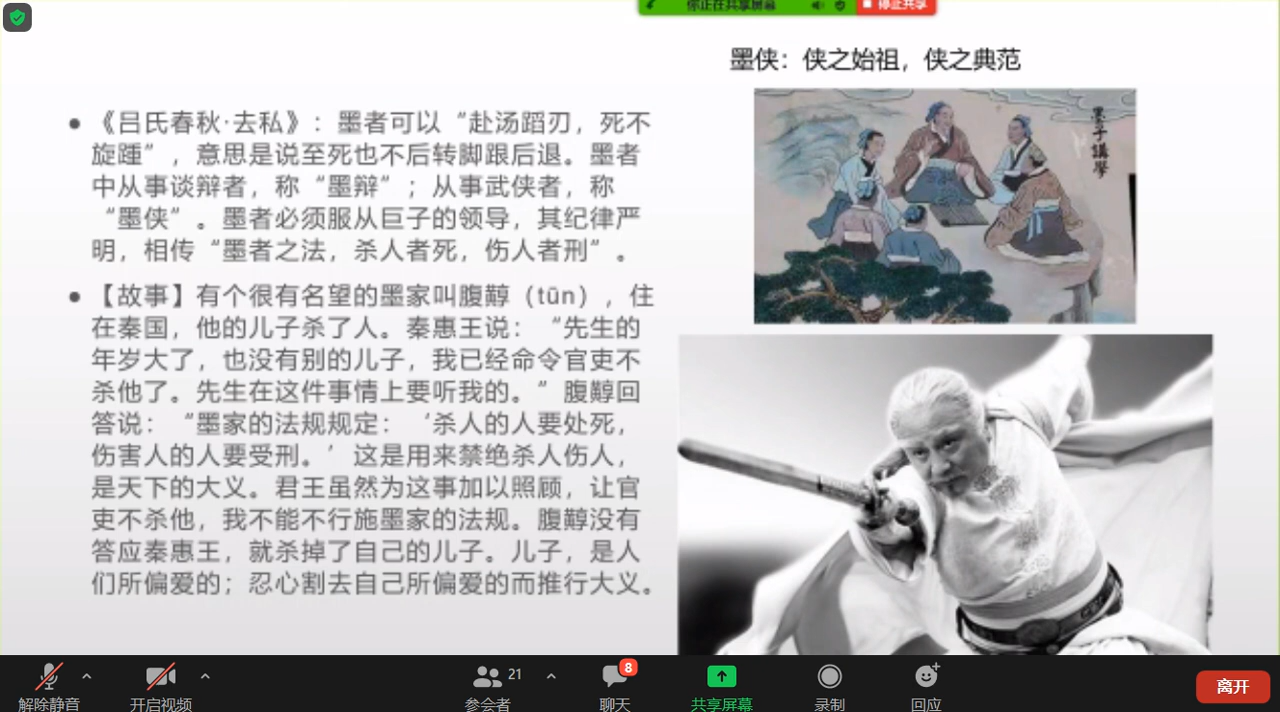 你正在共享屏幕
停止共享
墨侠：侠之始祖，侠之典范
墨子講學
• 《吕氏春秋·去私》：墨者可以“赴汤蹈刃，死不
旋踵”，意思是说至死也不后转脚跟后退。墨者
中从事谈辩者，称“墨辩”；从事武侠者，称
“墨侠”。墨者必须服从巨子的领导，其纪律严
明，相传“墨者之法，杀人者死，伤人者刑”。
• 【故事】有个很有名望的墨家叫腹䵍（tūn），住
在秦国，他的儿子杀了人。秦惠王说：“先生的
年岁大了，也没有别的儿子，我已经命令官吏不
杀他了。先生在这件事情上要听我的。”腹䵍回
答说：“墨家的法规规定：‘杀人的人要处死，
伤害人的人要受刑。’这是用来禁绝杀人伤人，
是天下的大义。君王虽然为这事加以照顾，让官
吏不杀他，我不能不行施墨家的法规。腹䵍没有
答应秦惠王，就杀掉了自己的儿子。儿子，是人
们所偏爱的；忍心割去自己所偏爱的而推行大义。
21
8
解除静音
开启视频
参会者
聊天
共享屏幕
录制
回应
离开